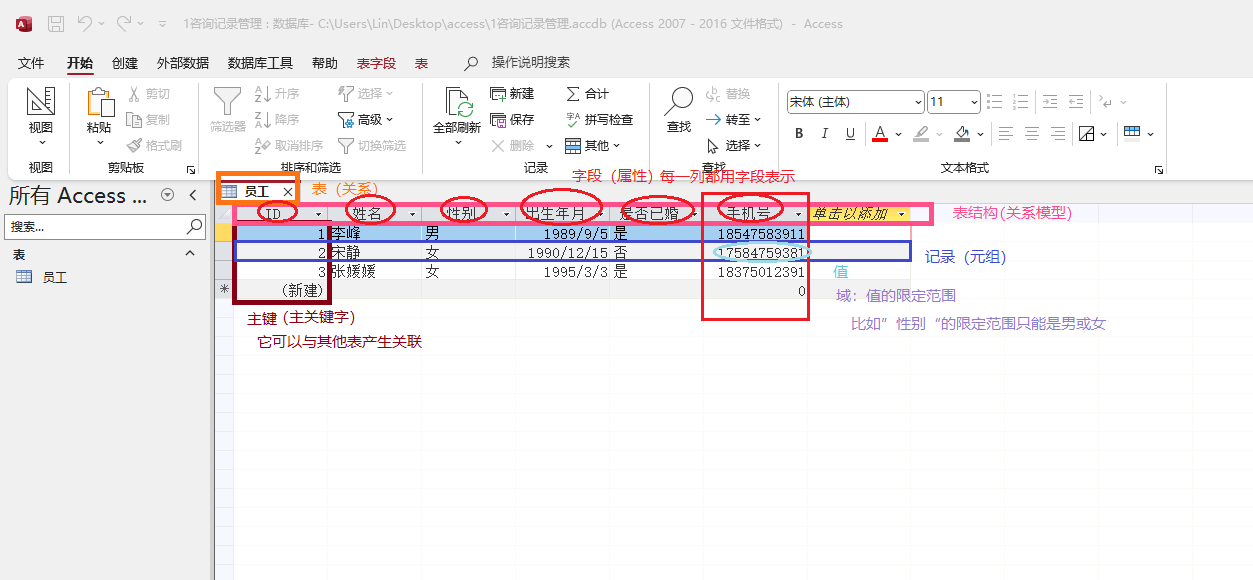 1咨询记录管理 : 数据库- C:\Users\Lin\Desktop\access\1咨询记录管理.accdb (Access 2007 - 2016 文件格式) - Access
文件 开始 创建 外部数据 数据库工具 帮助 表字段 表 操作说明搜索
视图 粘贴 剪切 复制 格式刷 筛选器 升序 降序 取消排序 选择 高级 切换筛选 全部刷新 新建 保存 删除 合计 拼写检查 其他 查找 替换 转至 选择 宋体 (主体) 11 B I U A
视图 剪贴板 排序和筛选 记录 查找 文本格式
字段（属性）每一列都用字段表示
所有 Access ... 员工 表（关系）
搜索...
ID 姓名 性别 出生年月 是否已婚 手机号 单击以添加 表结构(关系模型)
1 李峰 男 1989/9/5 是 18547583911
表
2 宋静 女 1990/12/15 否 17584759381 记录（元组)
员工
3 张媛媛 女 1995/3/3 是 18375012391 值
* (新建) 0
域：值的限定范围
主键（主关键字）
比如”性别“的限定范围只能是男或女
它可以与其他表产生关联